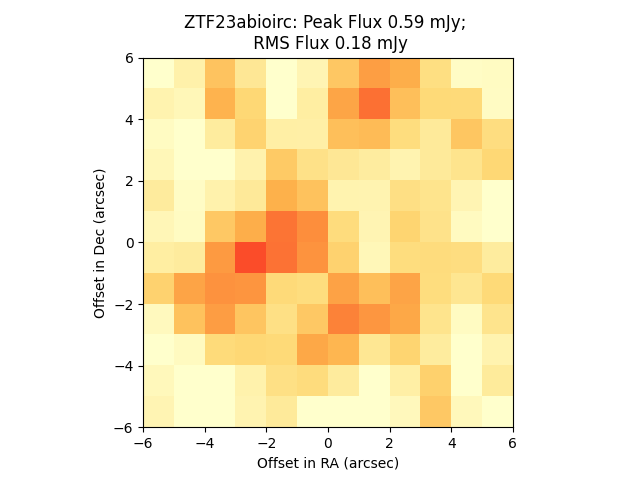 ZTF23abioirc: Peak Flux 0.59 mJy;
RMS Flux 0.18 mJy
6
4
2
0
−2
−4
−6
Offset in Dec (arcsec)
−6 −4 −2 0 2 4 6
Offset in RA (arcsec)